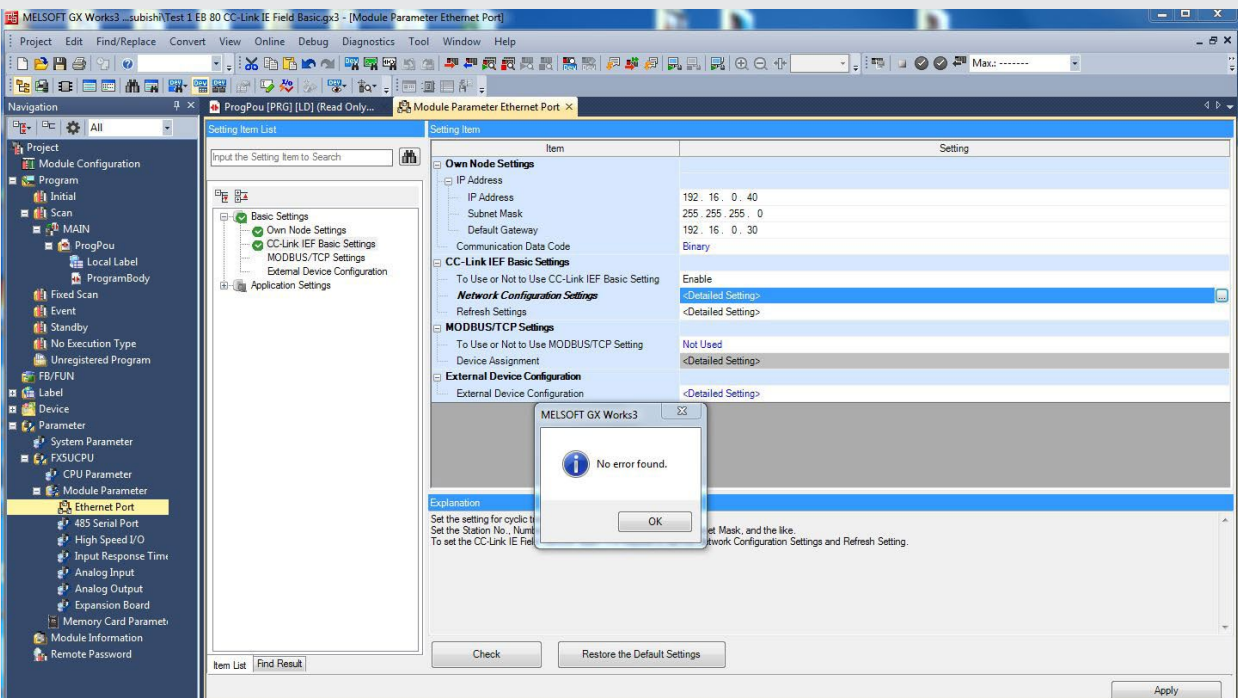 MELSOFT GX Works3 ...subishi\Test 1 EB 80 CC-Link IE Field Basic.gx3 - [Module Parameter Ethernet Port]
Project Edit Find/Replace Convert View Online Debug Diagnostics Tool Window Help
Max.: -------
Navigation
ProgPou [PRG] [LD] (Read Only...
Module Parameter Ethernet Port
All
Project
Module Configuration
Program
Initial
Scan
MAIN
ProgPou
Local Label
ProgramBody
Fixed Scan
Event
Standby
No Execution Type
Unregistered Program
FB/FUN
Label
Device
Parameter
System Parameter
FX5UCPU
CPU Parameter
Module Parameter
Ethernet Port
485 Serial Port
High Speed I/O
Input Response Time
Analog Input
Analog Output
Expansion Board
Memory Card Paramet
Module Information
Remote Password
Setting Item List
Input the Setting Item to Search
Basic Settings
Own Node Settings
CC-Link IEF Basic Settings
MODBUS/TCP Settings
External Device Configuration
Application Settings
Item List Find Result
Setting Item
Item Setting
Own Node Settings
IP Address
IP Address 192 . 16 . 0 . 40
Subnet Mask 255 . 255 . 255 . 0
Default Gateway 192 . 16 . 0 . 30
Communication Data Code Binary
CC-Link IEF Basic Settings
To Use or Not to Use CC-Link IEF Basic Setting Enable
Network Configuration Settings <Detailed Setting>
Refresh Settings <Detailed Setting>
MODBUS/TCP Settings
To Use or Not to Use MODBUS/TCP Setting Not Used
Device Assignment <Detailed Setting>
External Device Configuration
External Device Configuration <Detailed Setting>
MELSOFT GX Works3
No error found.
OK
Explanation
Set the setting for cyclic t
Set the Station No., Numb et Mask, and the like.
To set the CC-Link IE Fiel twork Configuration Settings and Refresh Setting.
Check Restore the Default Settings
Apply